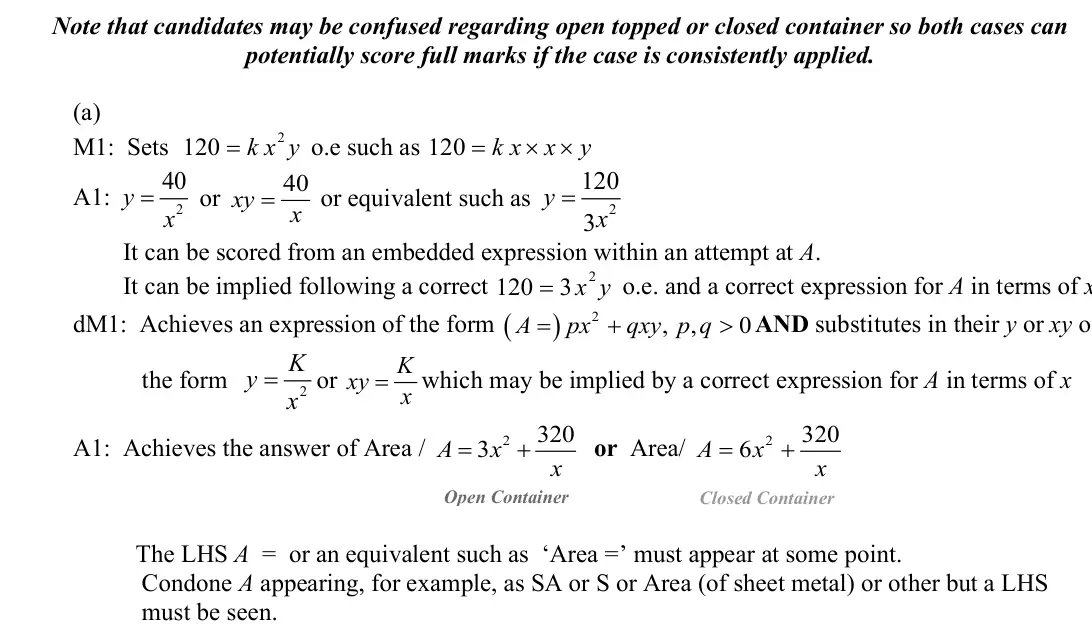 Note that candidates may be confused regarding open topped or closed container so both cases can
potentially score full marks if the case is consistently applied.
(a)
M1: Sets 120 = k x² y o.e such as 120 = k x × x × y
A1: y = 40/x² or xy = 40/x or equivalent such as y = 120/3x²
It can be scored from an embedded expression within an attempt at A.
It can be implied following a correct 120 = 3x² y o.e. and a correct expression for A in terms of x
dM1: Achieves an expression of the form (A =) px² + qxy, p, q > 0 AND substitutes in their y or xy o
the form y = K/x² or xy = K/x which may be implied by a correct expression for A in terms of x
A1: Achieves the answer of Area / A = 3x² + 320/x or Area/ A = 6x² + 320/x
Open Container Closed Container
The LHS A = or an equivalent such as ‘Area =’ must appear at some point.
Condone A appearing, for example, as SA or S or Area (of sheet metal) or other but a LHS
must be seen.